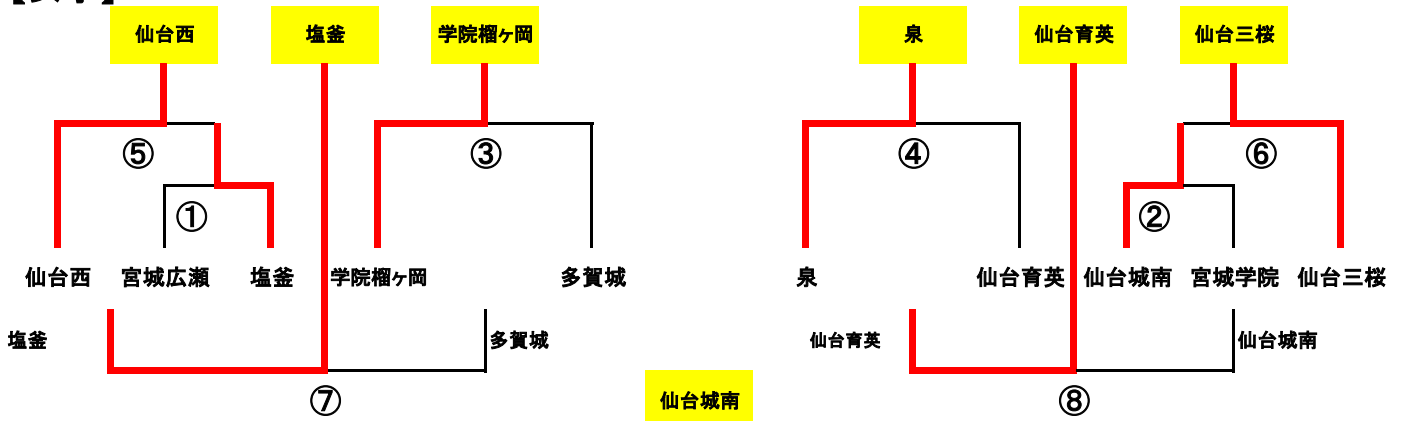 仙台西 塩釜 学院榴ヶ岡 泉 仙台育英 仙台三桜
⑤ ③ ④ ⑥
① ②
仙台西 宮城広瀬 塩釜 学院榴ヶ岡 多賀城 泉 仙台育英 仙台城南 宮城学院 仙台三桜
塩釜 多賀城 仙台育英 仙台城南
⑦ 仙台城南 ⑧